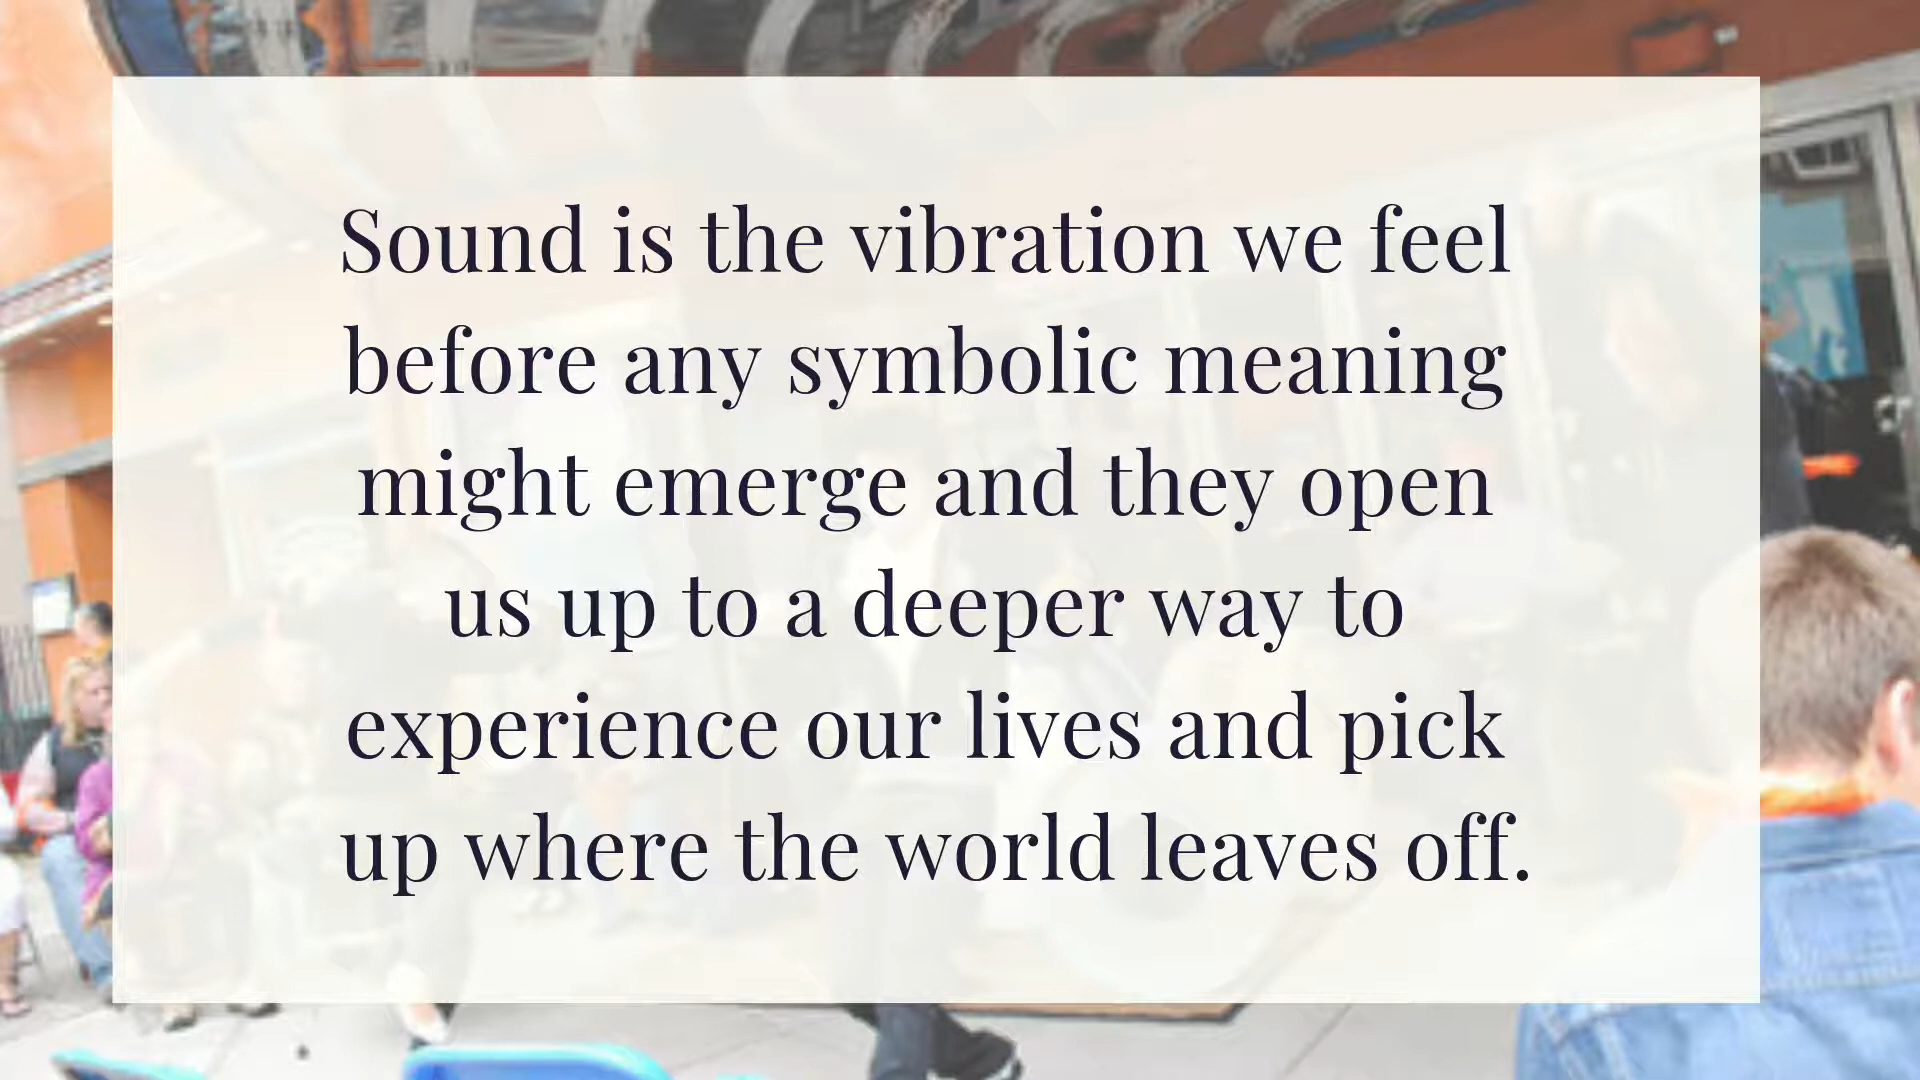 Sound is the vibration we feel
before any symbolic meaning
might emerge and they open
us up to a deeper way to
experience our lives and pick
up where the world leaves off.